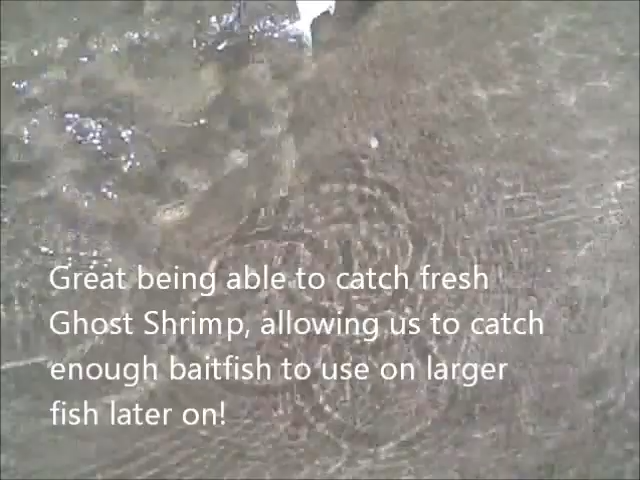 Great being able to catch fresh
Ghost Shrimp, allowing us to catch
enough baitfish to use on larger
fish later on!